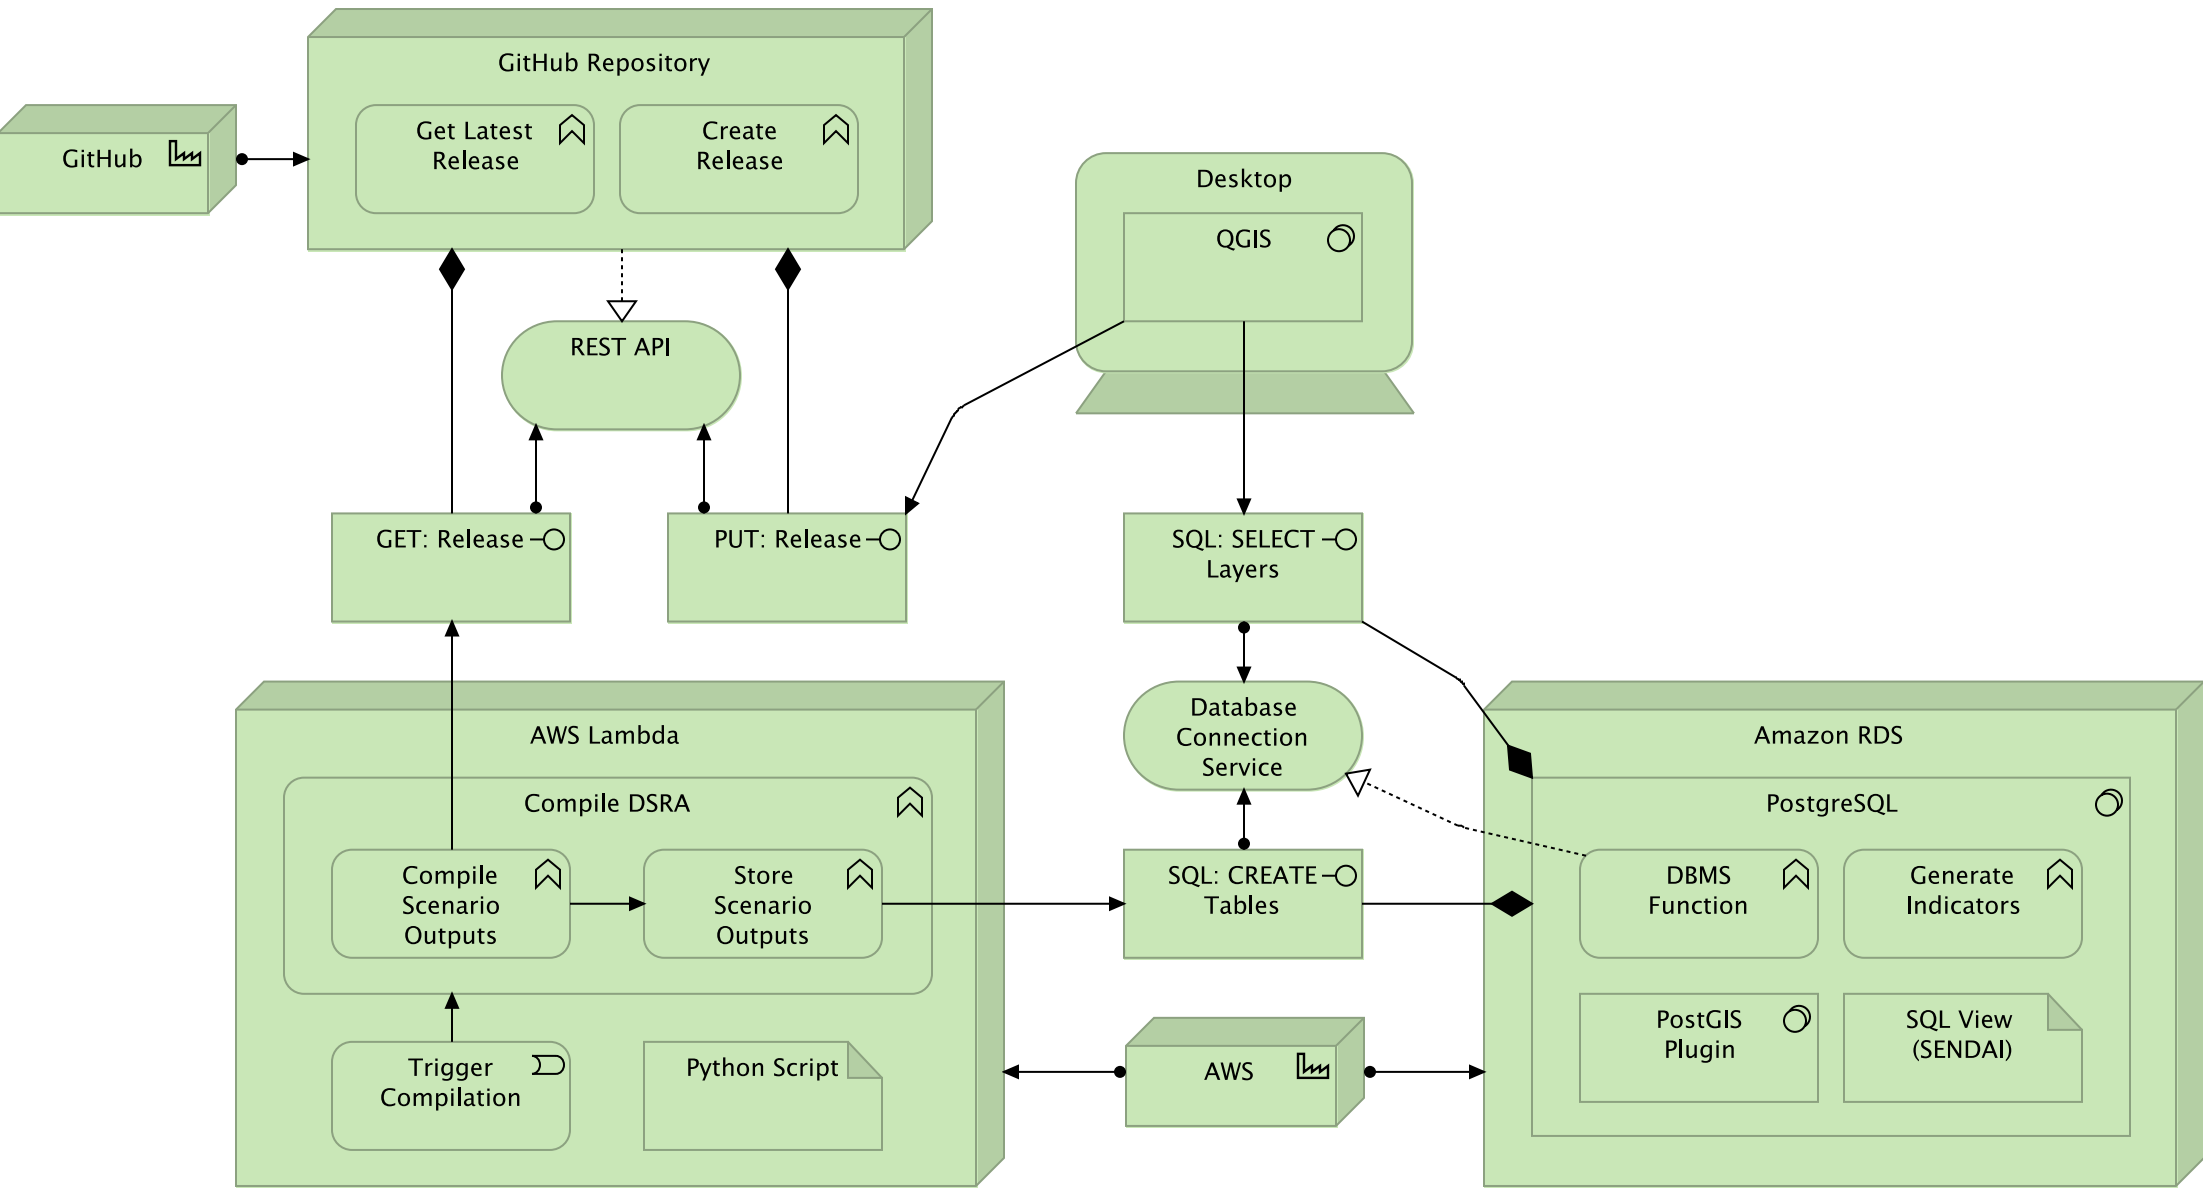 GitHub Repository
Get Latest
Release
Create
Release
GitHub
Desktop
QGIS
REST API
GET: Release
PUT: Release
SQL: SELECT
Layers
Database
Connection
Service
AWS Lambda
Compile DSRA
Compile
Scenario
Outputs
Store
Scenario
Outputs
Trigger
Compilation
Python Script
SQL: CREATE
Tables
AWS
Amazon RDS
PostgreSQL
DBMS
Function
Generate
Indicators
PostGIS
Plugin
SQL View
(SENDAI)